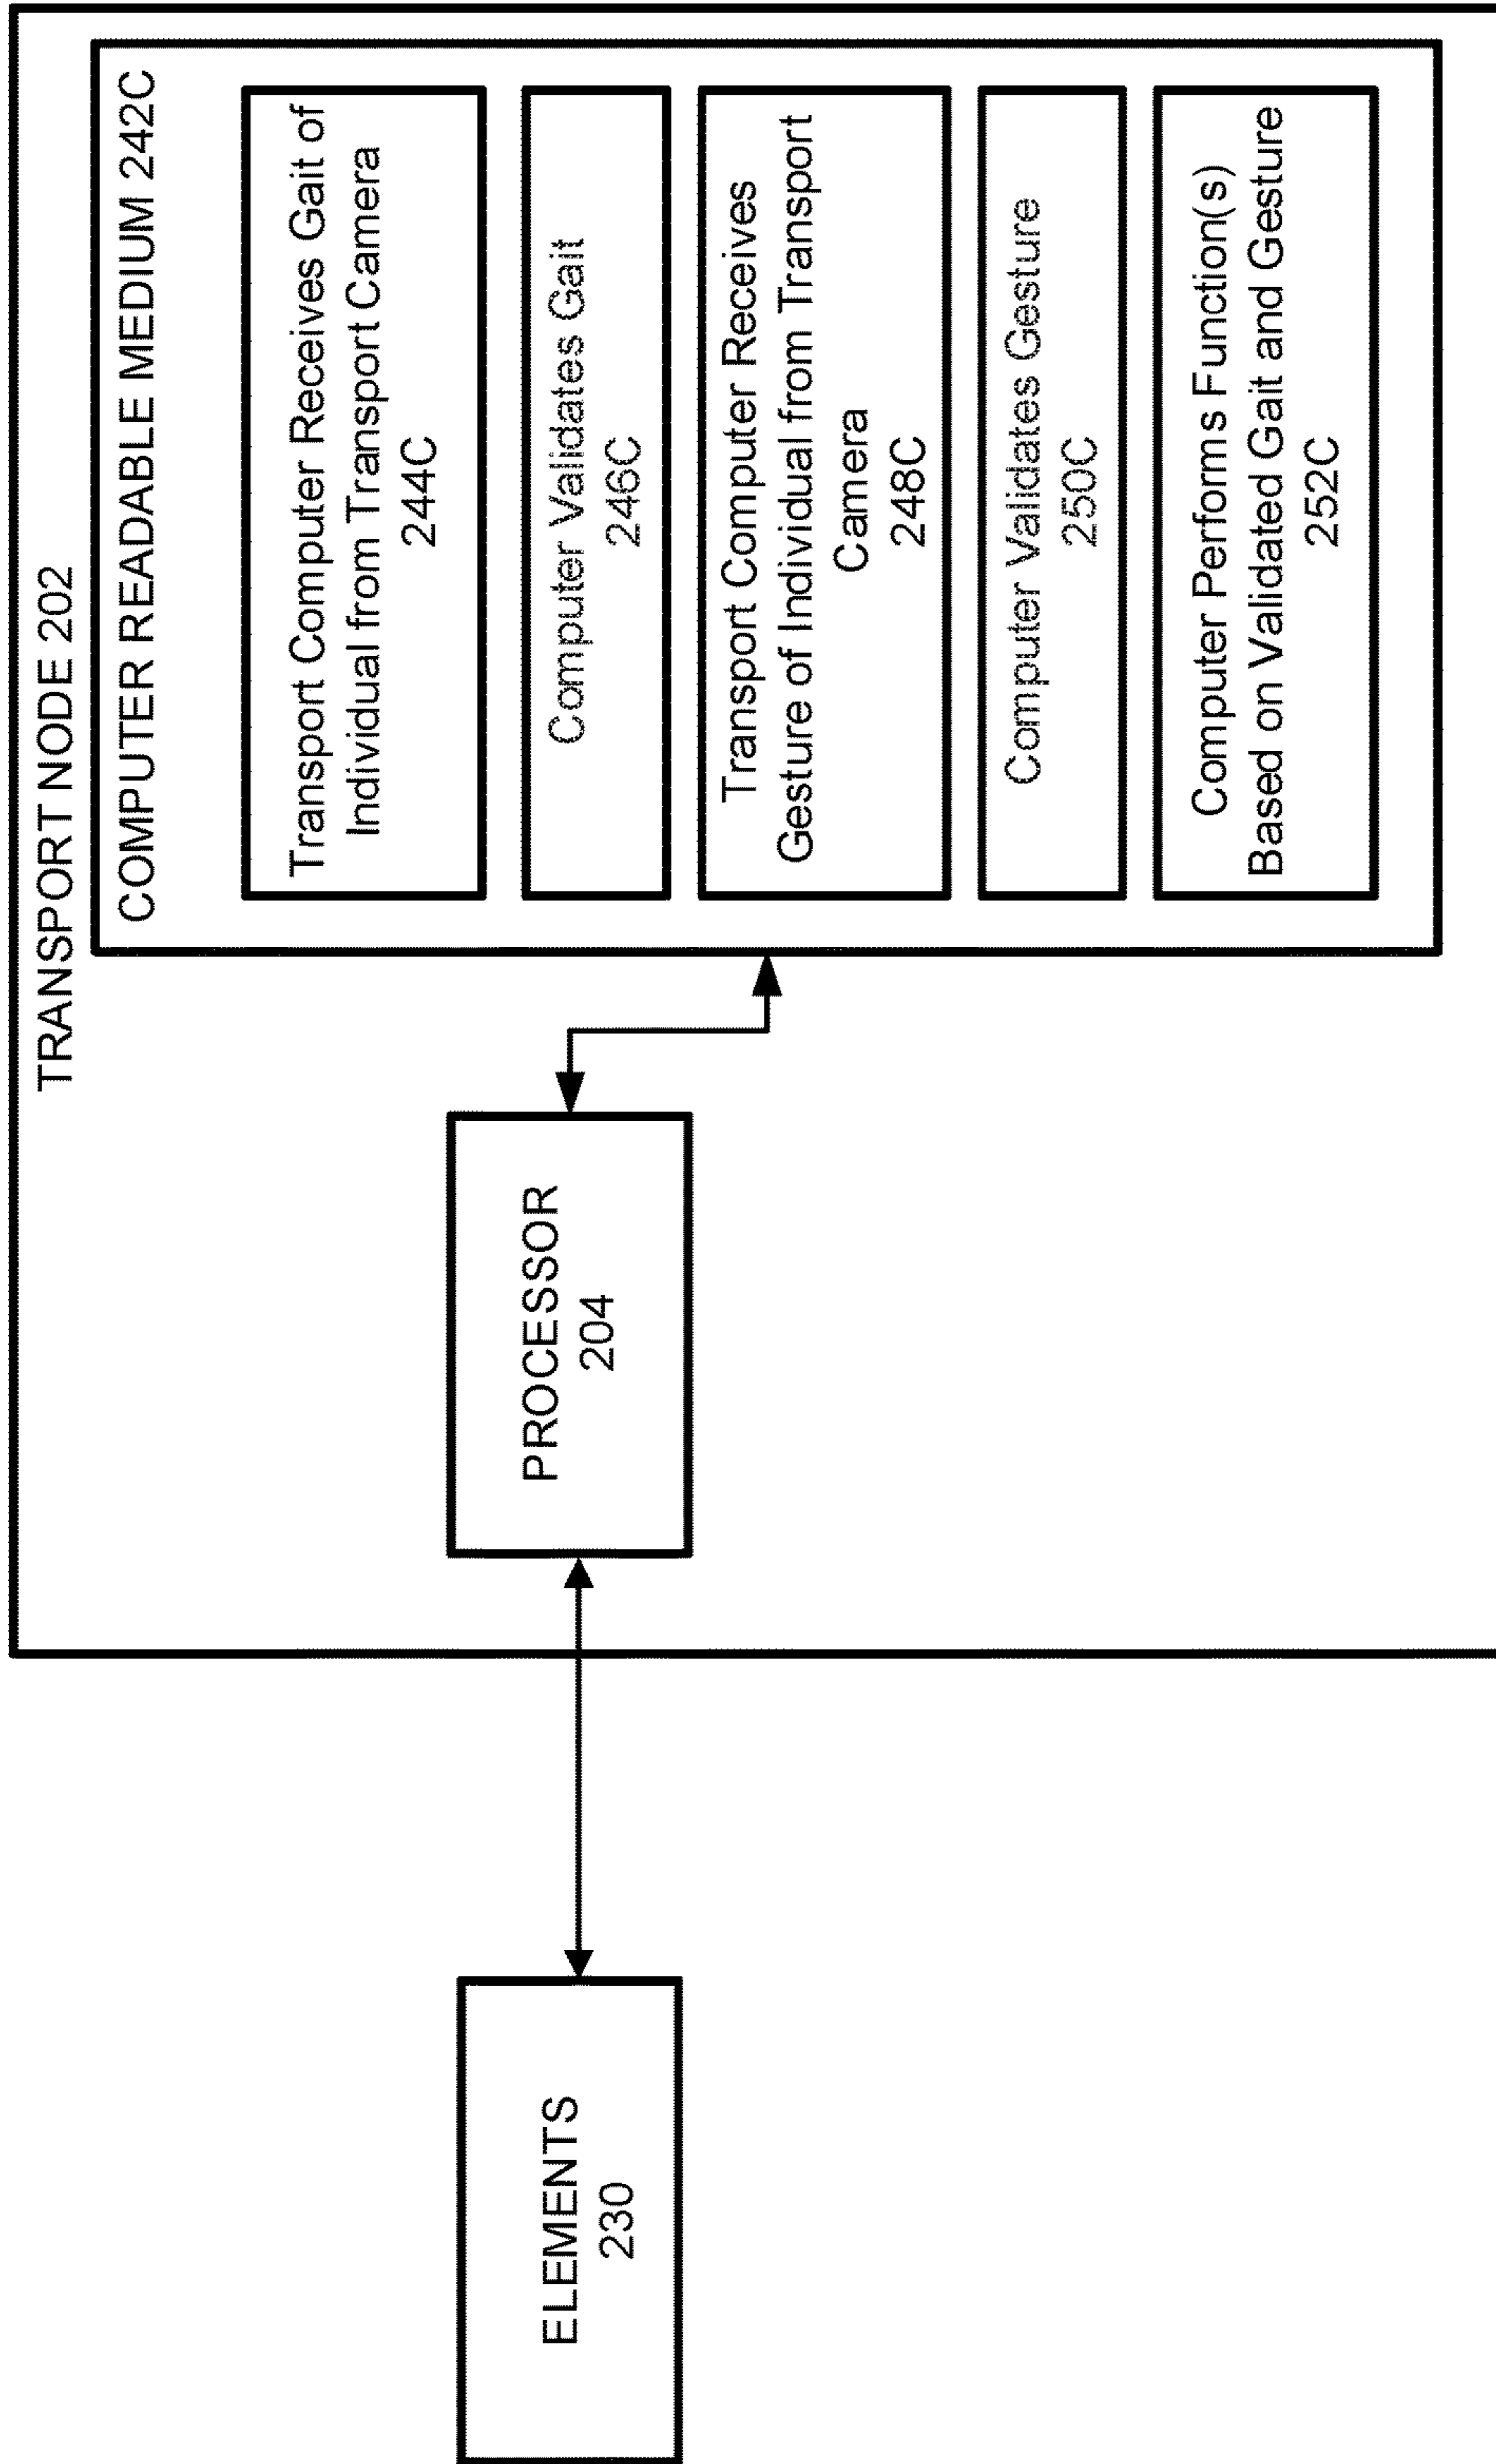 TRANSPORT NODE 202
COMPUTER READABLE MEDIUM 242C
Transport Computer Receives Gait of
Individual from Transport Camera
244C
Computer Validates Gait
246C
Transport Computer Receives
Gesture of Individual from Transport
Camera
248C
Computer Validates Gesture
250C
Computer Performs Function(s)
Based on Validated Gait and Gesture
252C
PROCESSOR
204
ELEMENTS
230